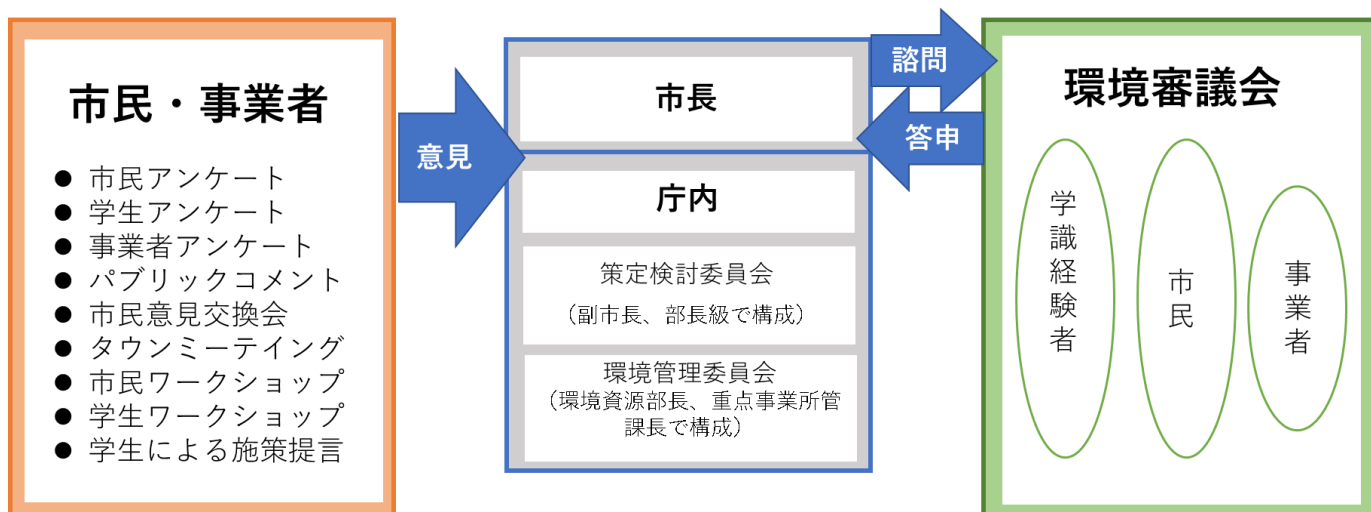 市民・事業者
● 市民アンケート
● 学生アンケート
● 事業者アンケート
● パブリックコメント
● 市民意見交換会
● タウンミーテイング
● 市民ワークショップ
● 学生ワークショップ
● 学生による施策提言
意見
市長
庁内
策定検討委員会
（副市長、部長級で構成）
環境管理委員会
（環境資源部長、重点事業所管
課長で構成）
諮問
答申
環境審議会
学識経験者
市民
事業者